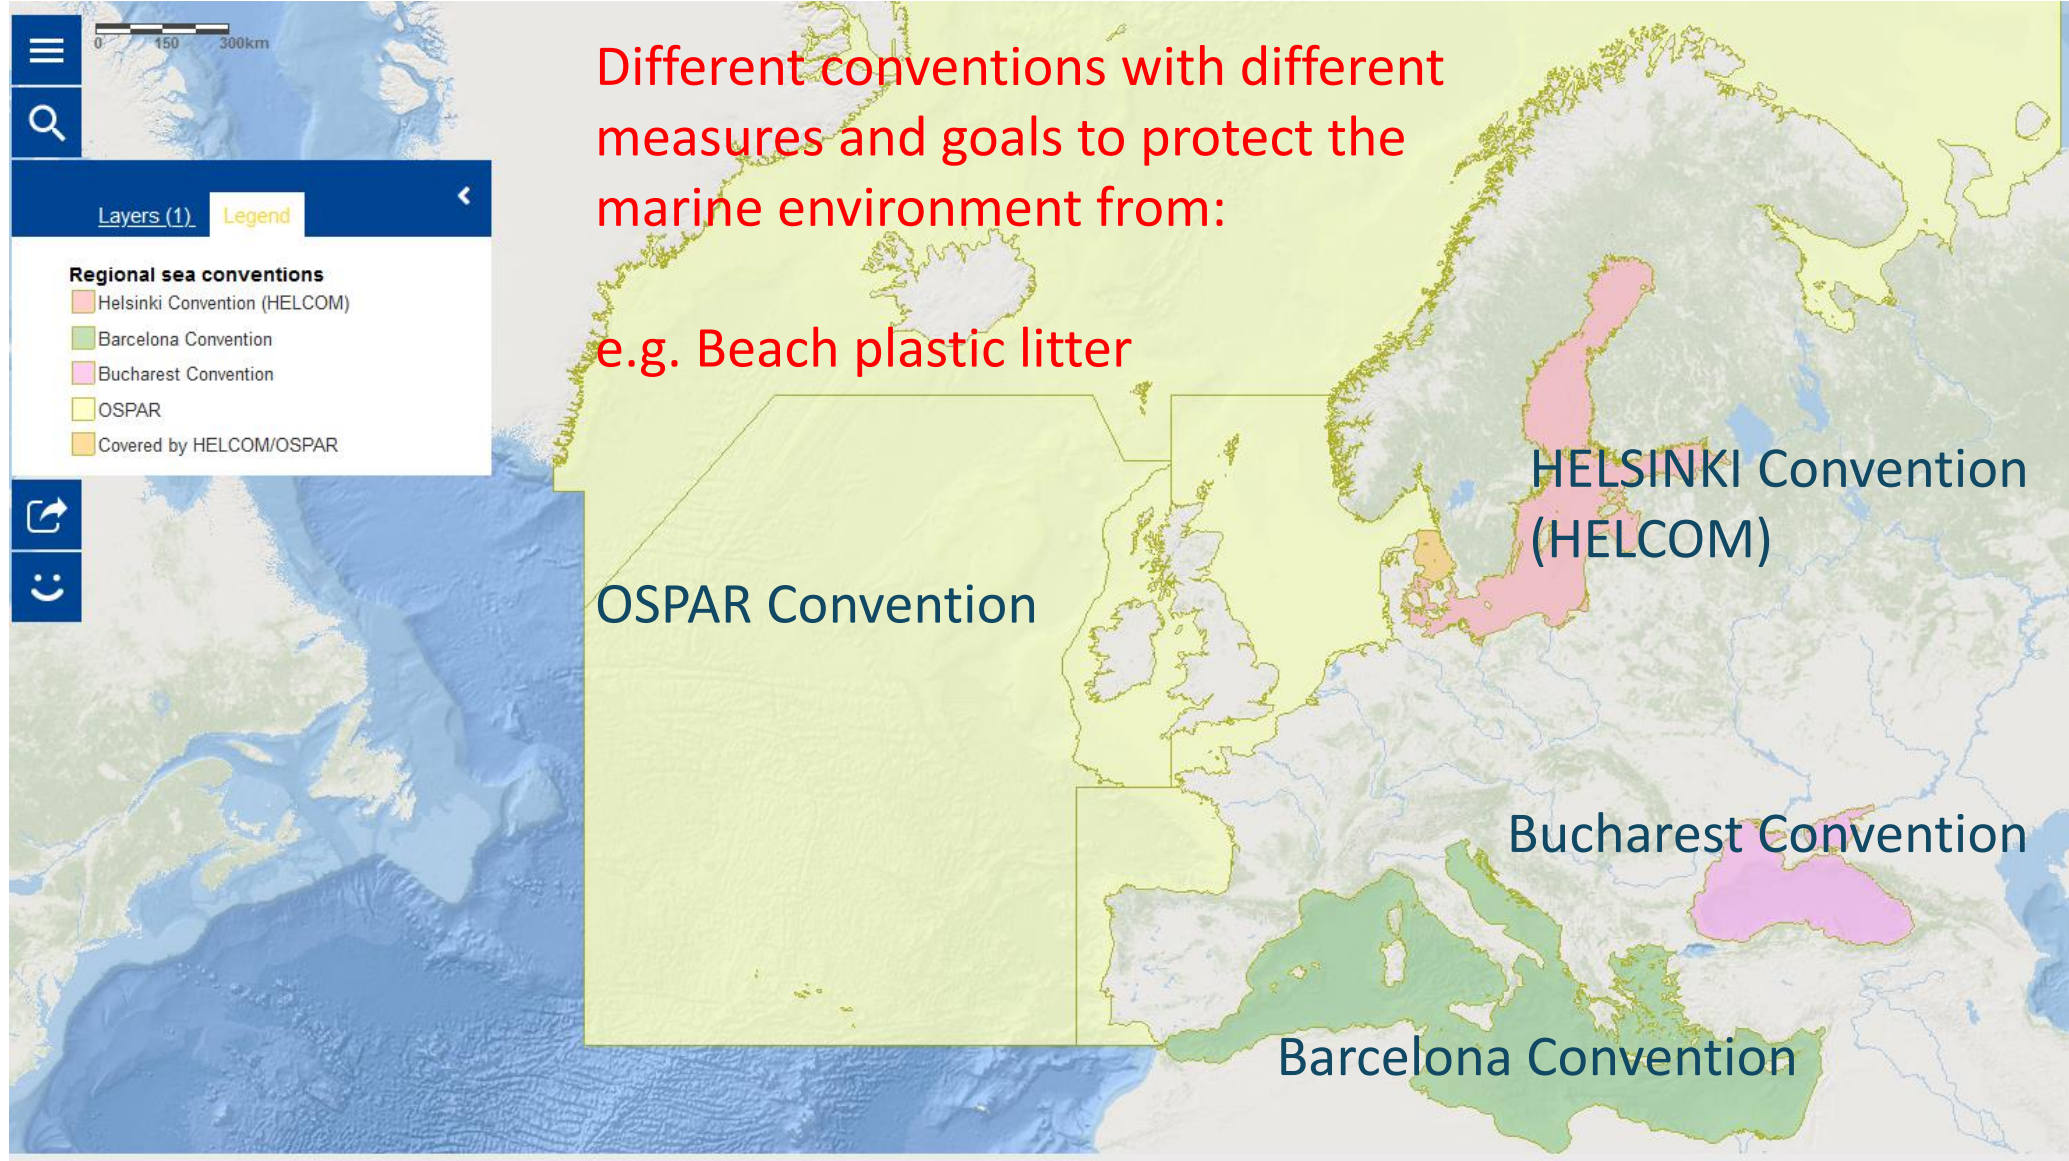 0 150 300km
Different conventions with different
measures and goals to protect the
marine environment from:
e.g. Beach plastic litter
Layers (1) Legend
Regional sea conventions
Helsinki Convention (HELCOM)
Barcelona Convention
Bucharest Convention
OSPAR
Covered by HELCOM/OSPAR
HELSINKI Convention
(HELCOM)
OSPAR Convention
Bucharest Convention
Barcelona Convention